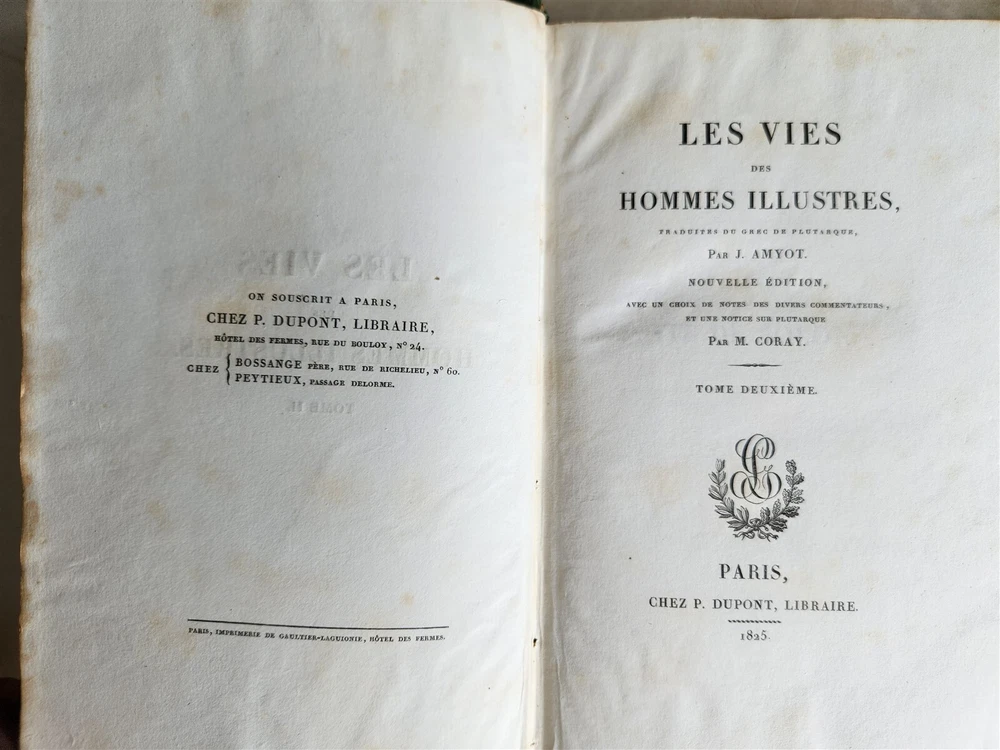 ON SOUSCRIT A PARIS,
CHEZ P. DUPONT, LIBRAIRE,
HÔTEL DES FERMES, RUE DU BOULOY, N° 24.
CHEZ { BOSSANGE PÈRE, RUE DE RICHELIEU, N° 60.
PEYTIEUX, PASSAGE DELORME.
PARIS, IMPRIMERIE DE GAULTIER-LAGUIONIE, HÔTEL DES FERMES.
LES VIES
DES
HOMMES ILLUSTRES,
TRADUITES DU GREC DE PLUTARQUE,
PAR J. AMYOT.
NOUVELLE ÉDITION,
AVEC UN CHOIX DE NOTES DES DIVERS COMMENTATEURS,
ET UNE NOTICE SUR PLUTARQUE
PAR M. CORAY.
TOME DEUXIÈME.
PARIS,
CHEZ P. DUPONT, LIBRAIRE.
1825.